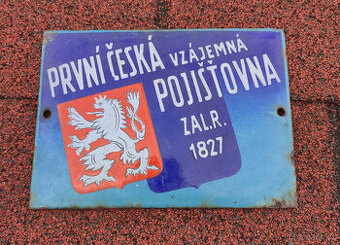 PRVNÍ ČESKÁ VZÁJEMNÁ
POJIŠŤOVNA
ZAL.R.
1827